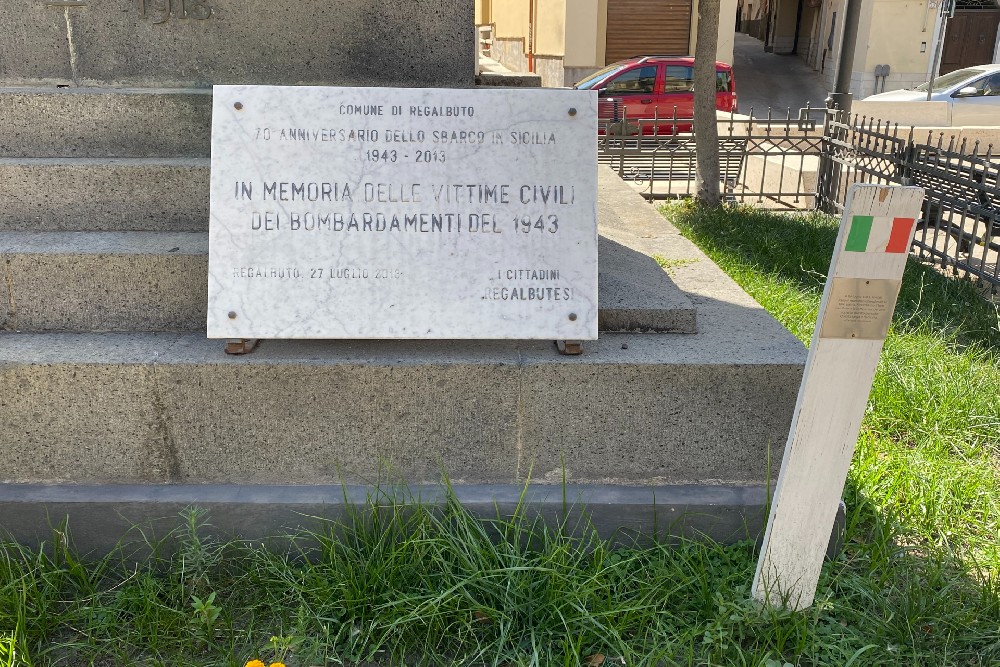 1918
COMUNE DI REGALBUTO
70 ANNIVERSARIO DELLO SBARCO IN SICILIA
1943 - 2013
IN MEMORIA DELLE VITTIME CIVILI
DEI BOMBARDAMENTI DEL 1943
REGALBUTO, 27 LUGLIO 2013
I CITTADINI
REGALBUTESI